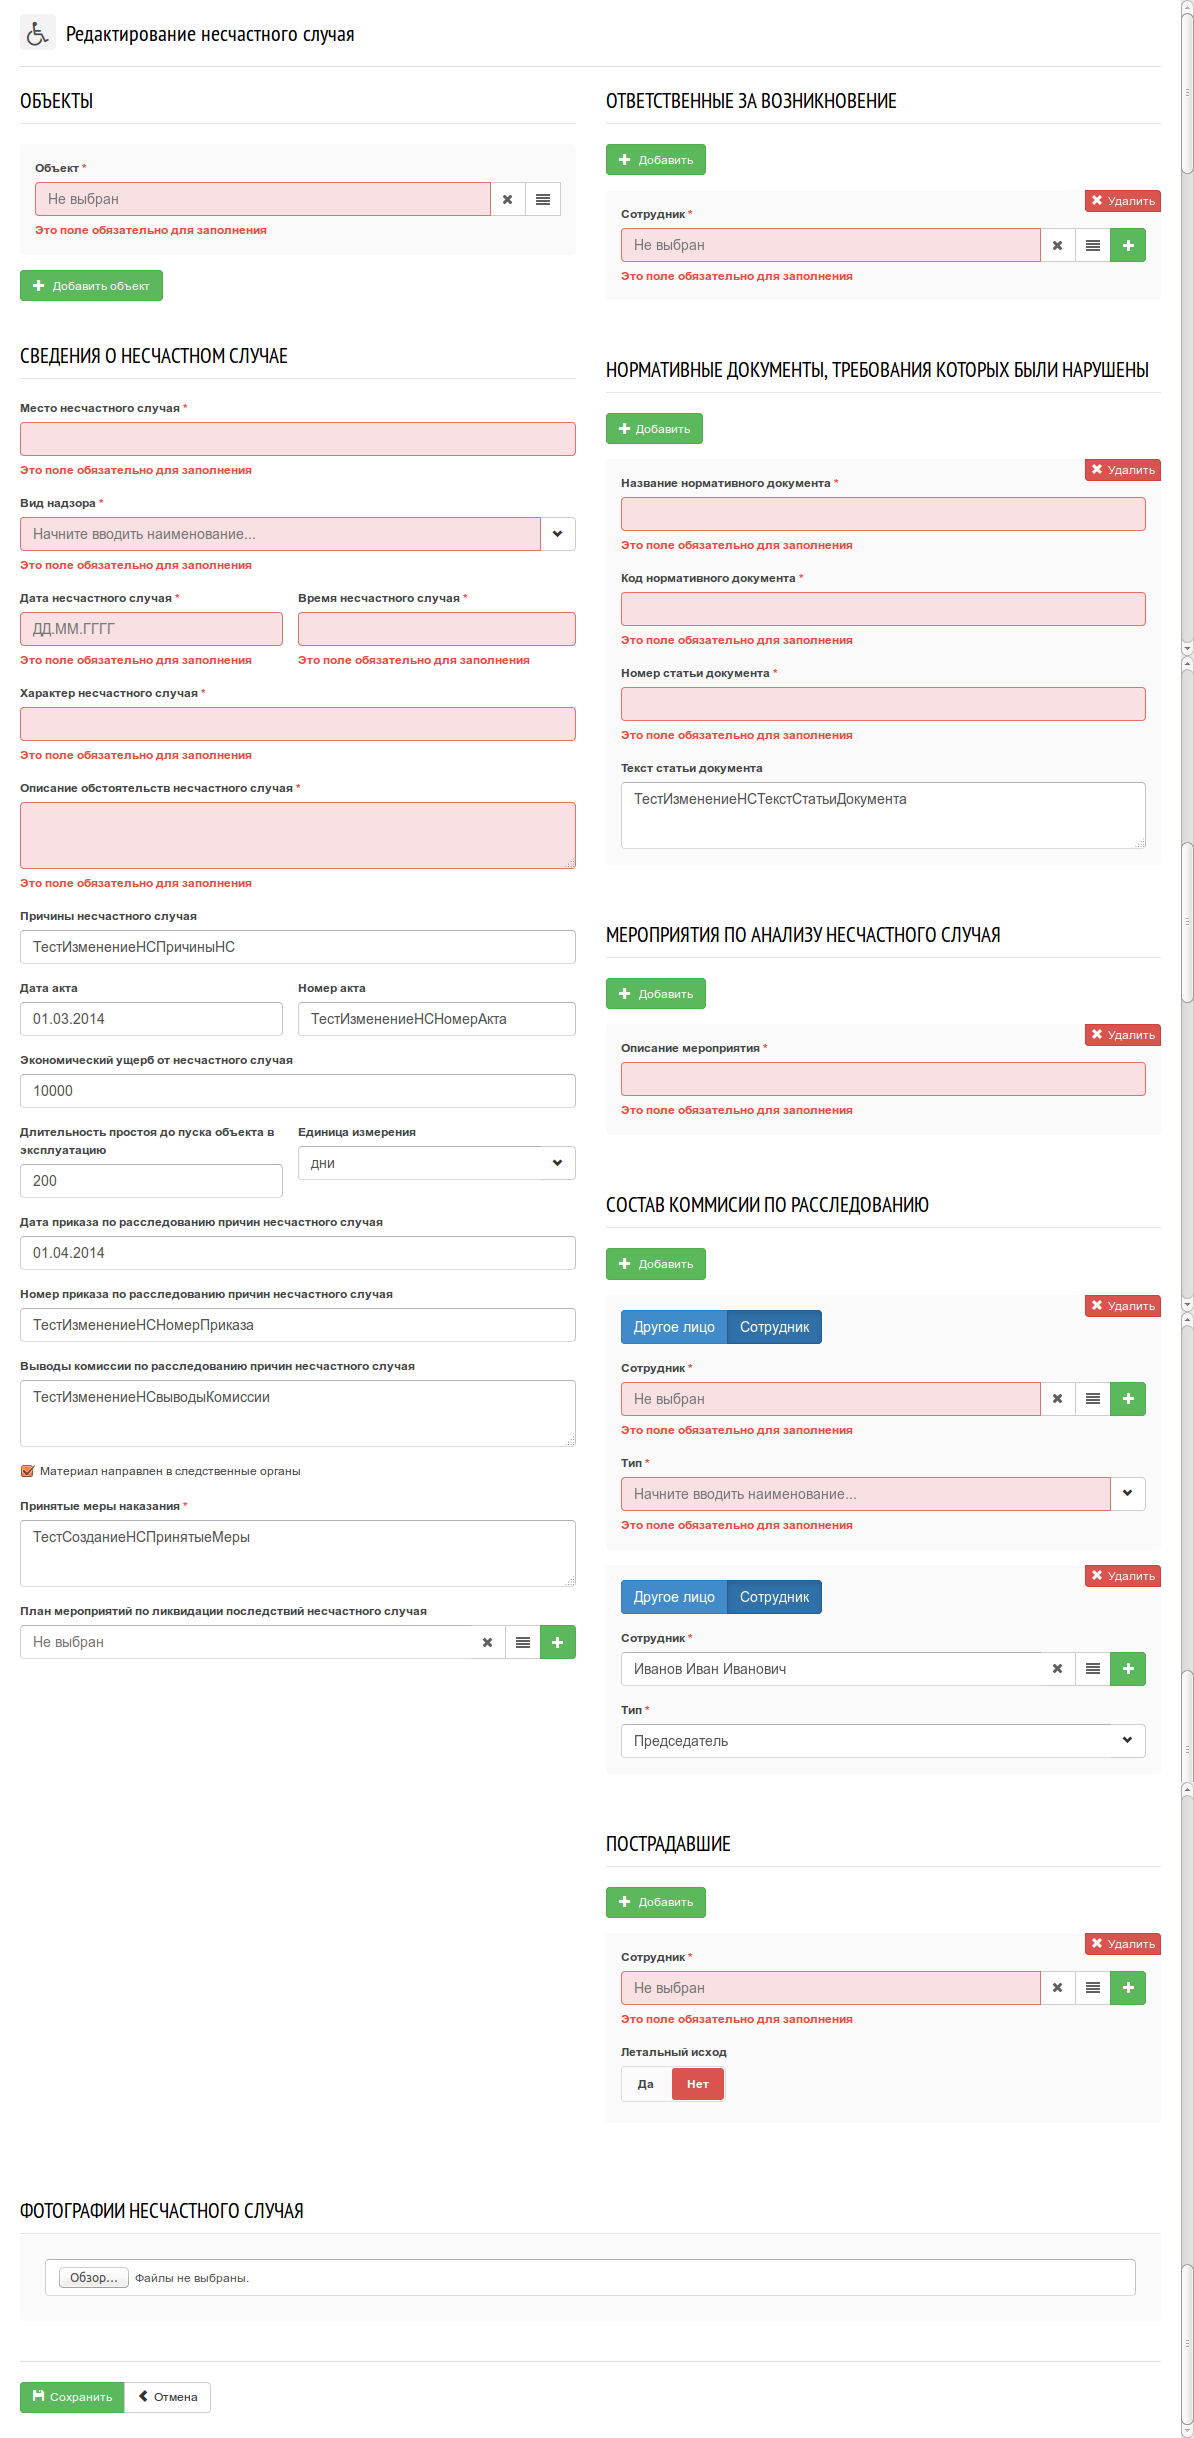 Редактирование несчастного случая
ОБЪЕКТЫ
Объект *
Не выбран
Это поле обязательно для заполнения
Добавить объект
СВЕДЕНИЯ О НЕСЧАСТНОМ СЛУЧАЕ
Место несчастного случая *
Это поле обязательно для заполнения
Вид надзора *
Начните вводить наименование...
Это поле обязательно для заполнения
Дата несчастного случая *
Время несчастного случая *
ДД.ММ.ГГГГ
Это поле обязательно для заполнения
Это поле обязательно для заполнения
Характер несчастного случая *
Это поле обязательно для заполнения
Описание обстоятельств несчастного случая *
Это поле обязательно для заполнения
Причины несчастного случая
ТестИзменениеНСПричиныНС
Дата акта
Номер акта
01.03.2014
ТестИзменениеНСНомерАкта
Экономический ущерб от несчастного случая
10000
Длительность простоя до пуска объекта в
эксплуатацию
Единица измерения
200
дни
Дата приказа по расследованию причин несчастного случая
01.04.2014
Номер приказа по расследованию причин несчастного случая
ТестИзменениеНСНомерПриказа
Выводы комиссии по расследованию причин несчастного случая
ТестИзменениеНСвыводыКомиссии
Материал направлен в следственные органы
Принятые меры наказания *
ТестСозданиеНСПринятыеМеры
План мероприятий по ликвидации последствий несчастного случая
Не выбран
ОТВЕТСТВЕННЫЕ ЗА ВОЗНИКНОВЕНИЕ
Добавить
Удалить
Сотрудник *
Не выбран
Это поле обязательно для заполнения
НОРМАТИВНЫЕ ДОКУМЕНТЫ, ТРЕБОВАНИЯ КОТОРЫХ БЫЛИ НАРУШЕНЫ
Добавить
Удалить
Название нормативного документа *
Это поле обязательно для заполнения
Код нормативного документа *
Это поле обязательно для заполнения
Номер статьи документа *
Это поле обязательно для заполнения
Текст статьи документа
ТестИзменениеНСТекстСтатьиДокумента
МЕРОПРИЯТИЯ ПО АНАЛИЗУ НЕСЧАСТНОГО СЛУЧАЯ
Добавить
Удалить
Описание мероприятия *
Это поле обязательно для заполнения
СОСТАВ КОММИСИИ ПО РАССЛЕДОВАНИЮ
Добавить
Удалить
Другое лицо Сотрудник
Сотрудник *
Не выбран
Это поле обязательно для заполнения
Тип *
Начните вводить наименование...
Это поле обязательно для заполнения
Удалить
Другое лицо Сотрудник
Сотрудник *
Иванов Иван Иванович
Тип *
Председатель
ПОСТРАДАВШИЕ
Добавить
Удалить
Сотрудник *
Не выбран
Это поле обязательно для заполнения
Летальный исход
Да Нет
ФОТОГРАФИИ НЕСЧАСТНОГО СЛУЧАЯ
Обзор... Файлы не выбраны.
Сохранить Отмена